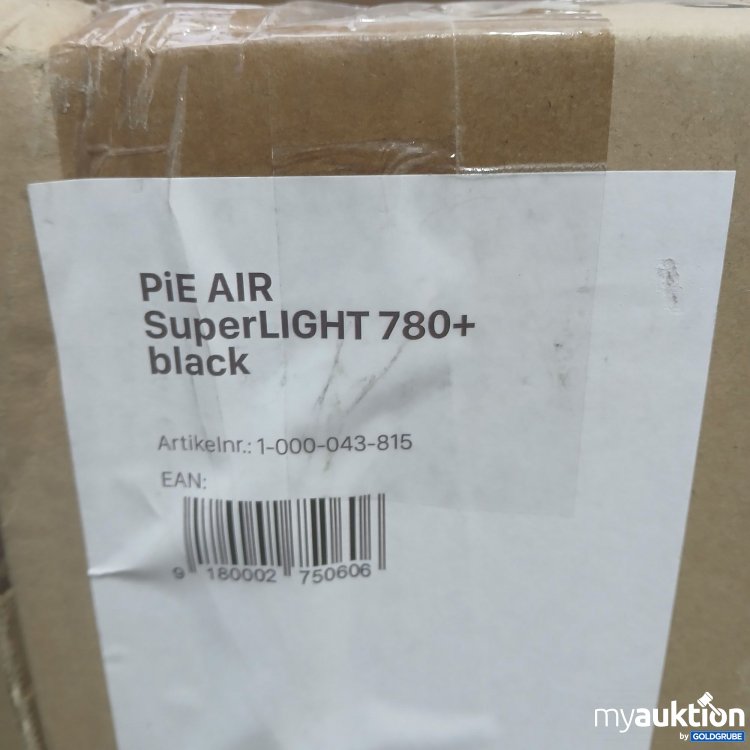 PiE AIR
SuperLIGHT 780+
black
Artikelnr.: 1-000-043-815
EAN:
9 180002 750606
myauktion
by GOLDGRUBE